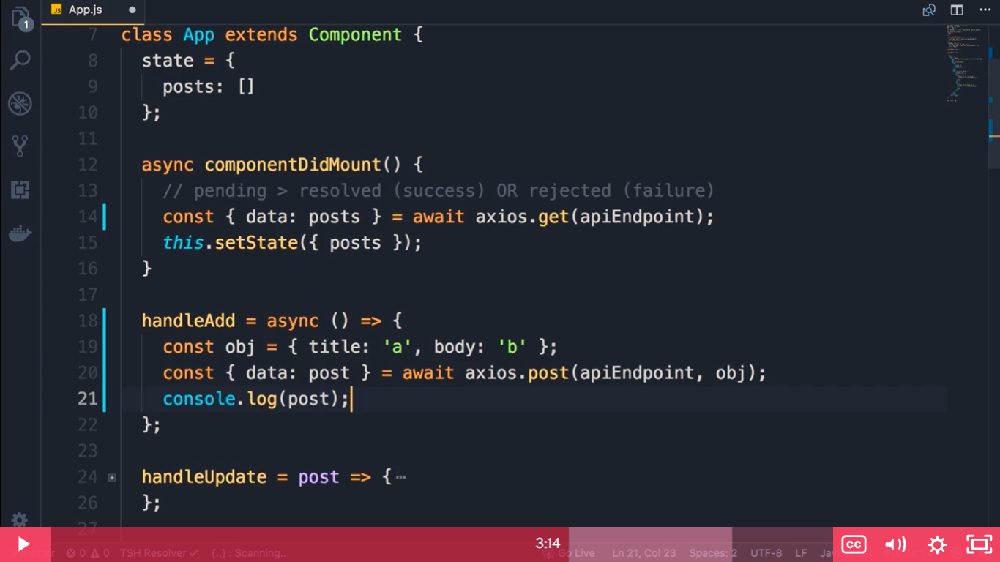 JS App.js
1
7 class App extends Component {
8 state = {
9 posts: []
10 };
11
12 async componentDidMount() {
13 // pending > resolved (success) OR rejected (failure)
14 const { data: posts } = await axios.get(apiEndpoint);
15 this.setState({ posts });
16 }
17
18 handleAdd = async () => {
19 const obj = { title: 'a', body: 'b' };
20 const { data: post } = await axios.post(apiEndpoint, obj);
21 console.log(post);
22 };
23
24 handleUpdate = post => {
26 };
27
0 0 TSH Resolver {..} : Scanning.. 3:14 Go Live Ln 21, Col 23 Spaces: 2 UTF-8 LF CC